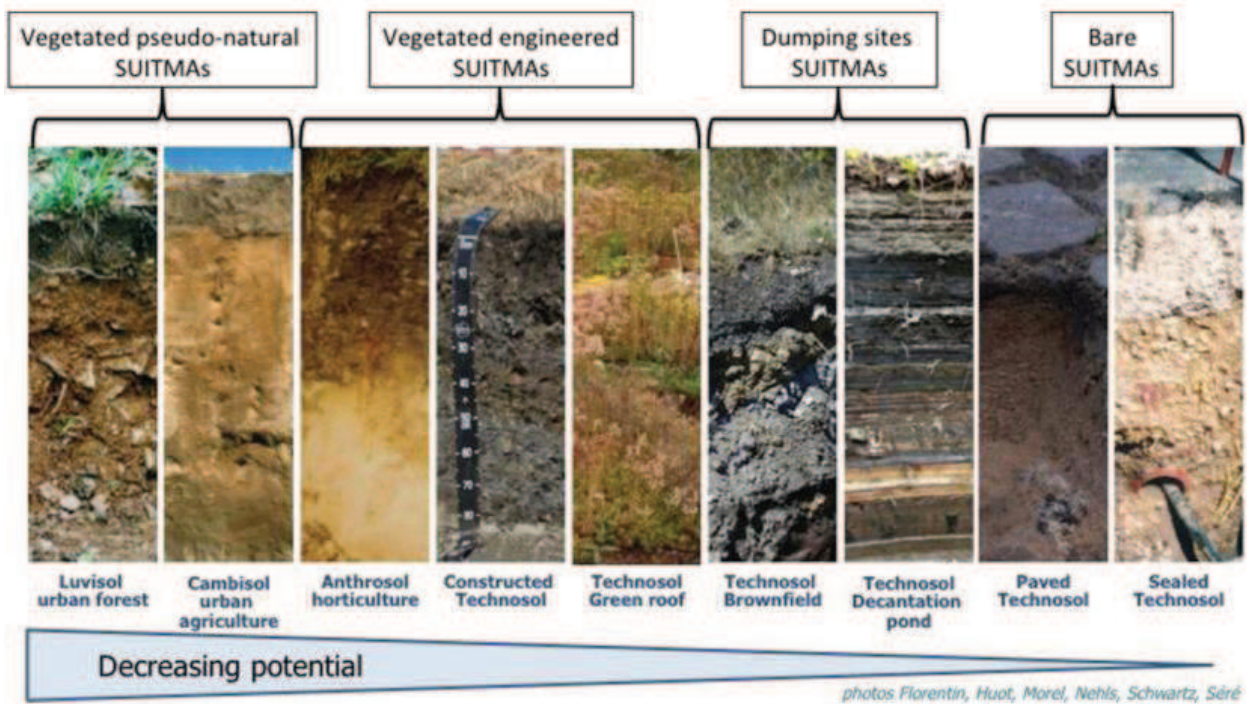 Vegetated pseudo-natural
SUITMAs
Vegetated engineered
SUITMAs
Dumping sites
SUITMAs
Bare
SUITMAs
Luvisol
urban forest
Cambisol
urban
agriculture
Anthrosol
horticulture
Constructed
Technosol
Technosol
Green roof
Technosol
Brownfield
Technosol
Decantation
pond
Paved
Technosol
Sealed
Technosol
Decreasing potential
photos Florentin, Huot, Morel, Nehls, Schwartz, Séré